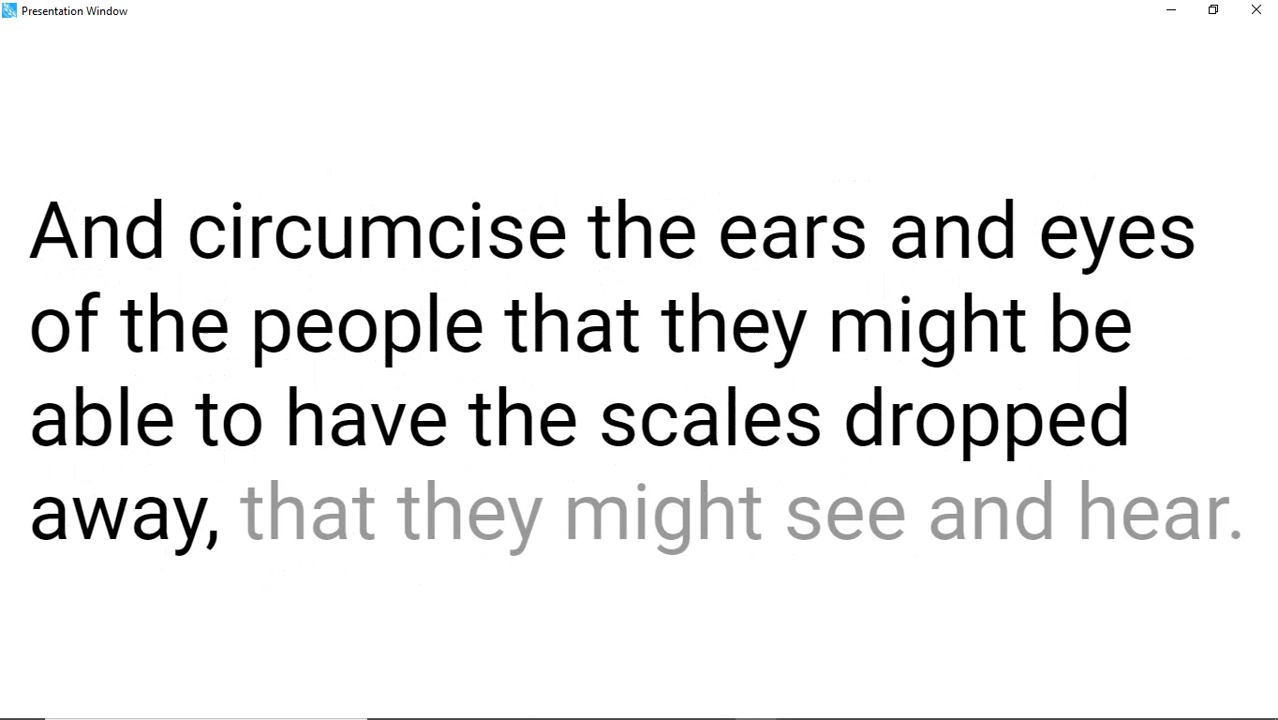 Presentation Window
And circumcise the ears and eyes
of the people that they might be
able to have the scales dropped
away, that they might see and hear.